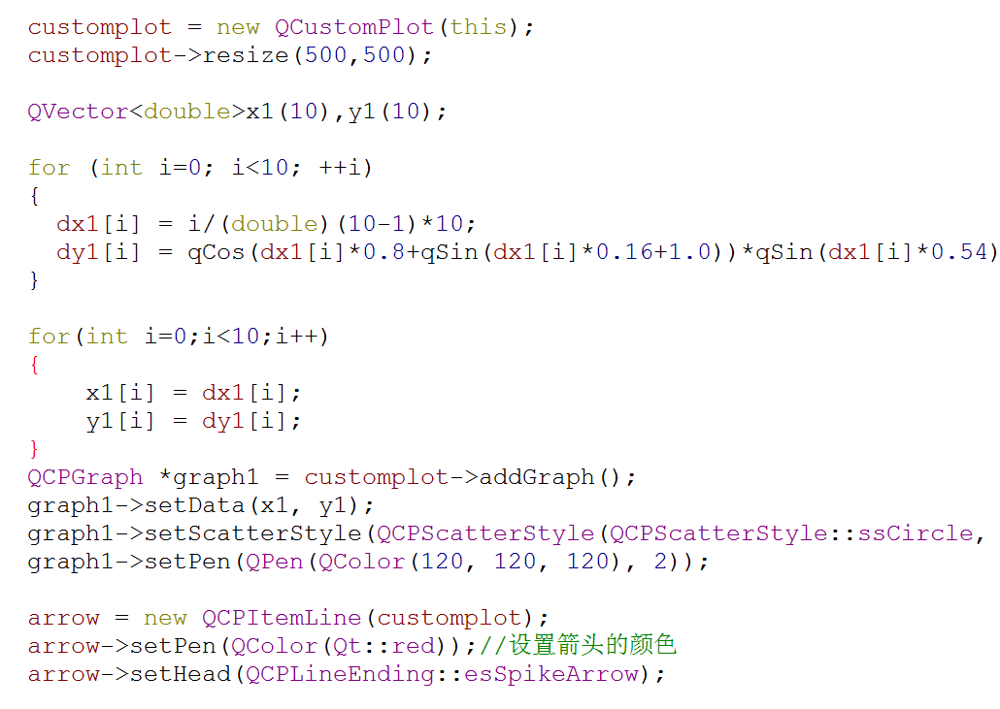 customplot = new QCustomPlot(this);
customplot->resize(500,500);
QVector<double>x1(10),y1(10);
for (int i=0; i<10; ++i)
{
dx1[i] = i/(double)(10-1)*10;
dy1[i] = qCos(dx1[i]*0.8+qSin(dx1[i]*0.16+1.0))*qSin(dx1[i]*0.54)
}
for(int i=0;i<10;i++)
{
x1[i] = dx1[i];
y1[i] = dy1[i];
}
QCPGraph *graph1 = customplot->addGraph();
graph1->setData(x1, y1);
graph1->setScatterStyle(QCPScatterStyle(QCPScatterStyle::ssCircle,
graph1->setPen(QPen(QColor(120, 120, 120), 2));
arrow = new QCPItemLine(customplot);
arrow->setPen(QColor(Qt::red));//设置箭头的颜色
arrow->setHead(QCPLineEnding::esSpikeArrow);